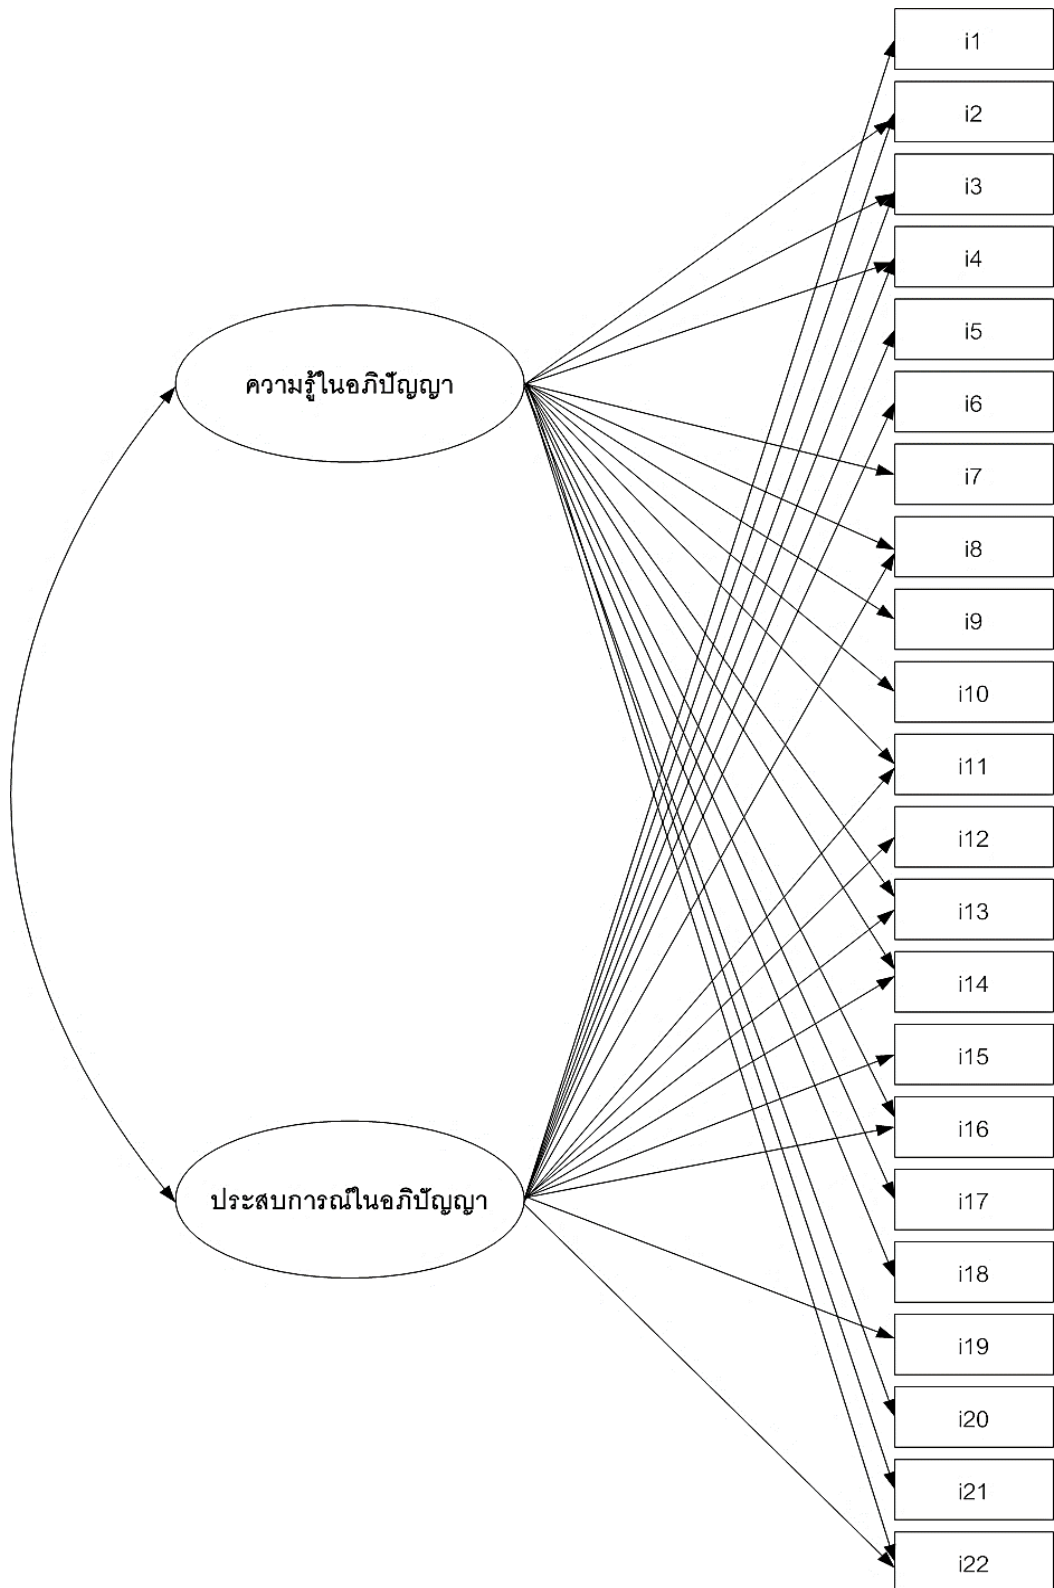 i1
i2
i3
i4
i5
ความรู้ในอภิปัญญา
i6
i7
i8
i9
i10
i11
i12
i13
i14
i15
i16
ประสบการณ์ในอภิปัญญา
i17
i18
i19
i20
i21
i22